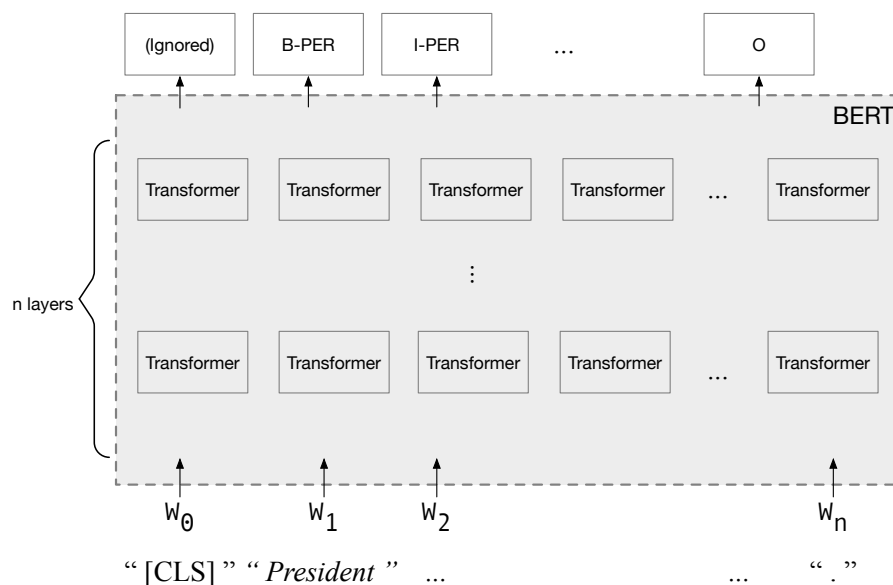 (Ignored) B-PER I-PER ... O
BERT
Transformer Transformer Transformer Transformer ... Transformer
⋮
n layers
Transformer Transformer Transformer Transformer ... Transformer
W0 W1 W2 Wn
“ [CLS] ” “ President ” ... ... “ . ”